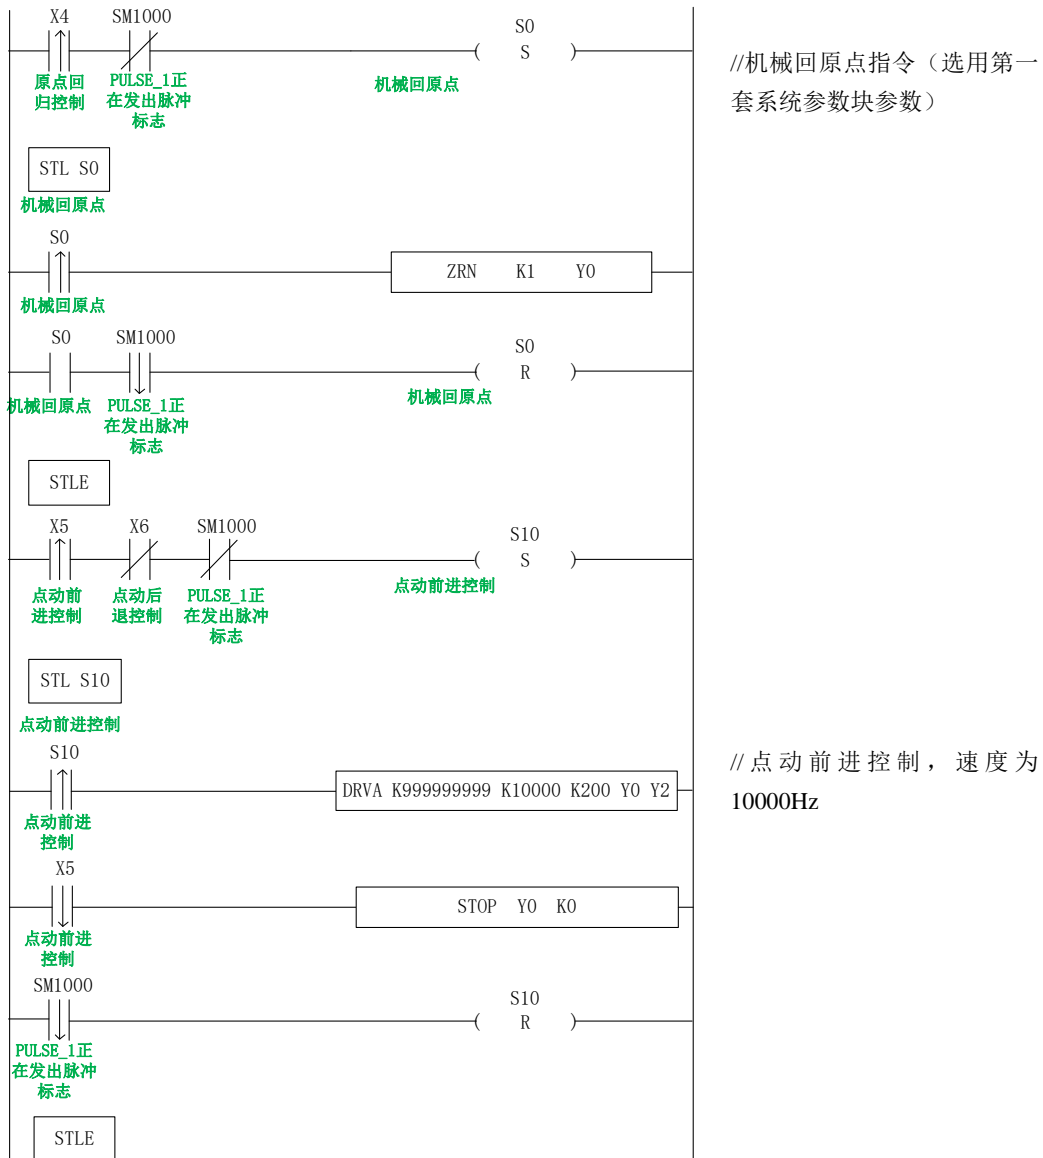 X4 SM1000
S0
( S )
原点回
归控制
PULSE_1正
在发出脉冲
标志
机械回原点
//机械回原点指令（选用第一
套系统参数块参数）
STL S0
机械回原点
S0
ZRN K1 Y0
机械回原点
S0 SM1000
S0
( R )
机械回原点
PULSE_1正
在发出脉冲
标志
机械回原点
STLE
X5 X6 SM1000
S10
( S )
点动前
进控制
点动后
退控制
PULSE_1正
在发出脉冲
标志
点动前进控制
STL S10
点动前进控制
S10
DRVA K999999999 K10000 K200 Y0 Y2
点动前进
控制
//点动前进控制，速度为
10000Hz
X5
STOP Y0 K0
点动前进
控制
SM1000
S10
( R )
PULSE_1正
在发出脉冲
标志
STLE